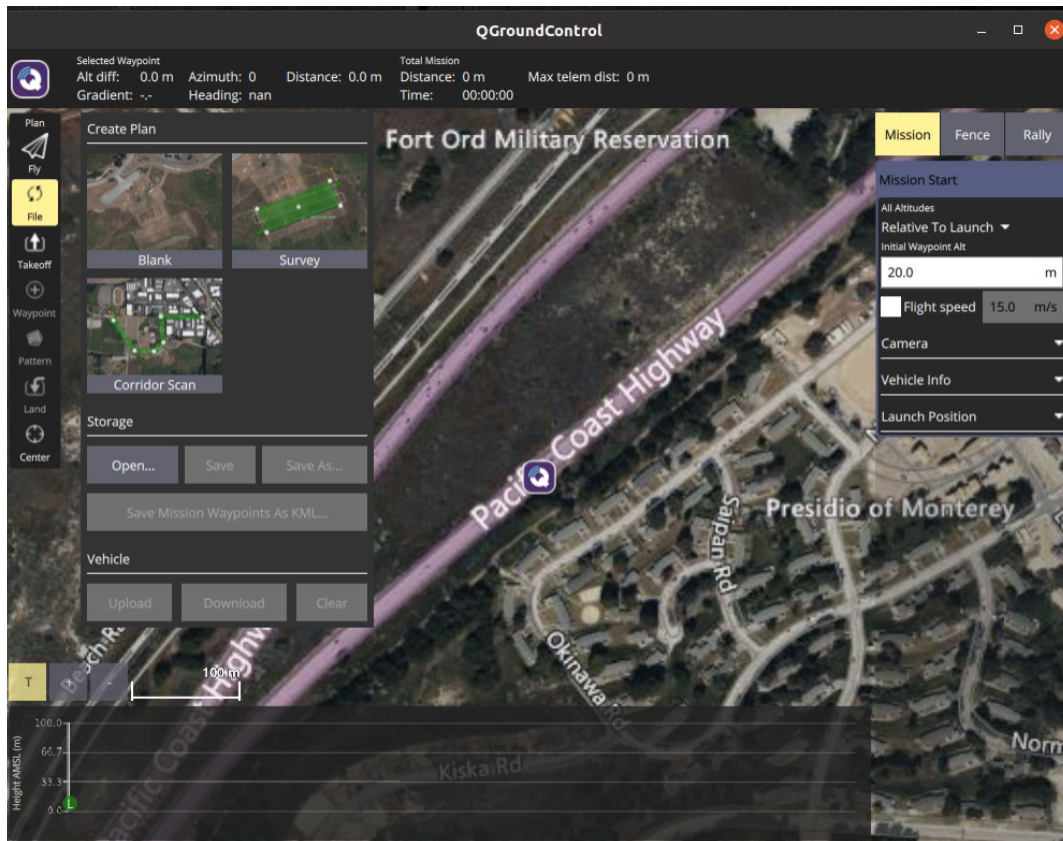 QGroundControl
Selected Waypoint
Alt diff: 0.0 m Azimuth: 0 Distance: 0.0 m
Gradient: -.- Heading: nan
Total Mission
Distance: 0 m Max telem dist: 0 m
Time: 00:00:00
Plan
Fly
File
Takeoff
Waypoint
Pattern
Land
Center
Create Plan
Blank
Survey
Corridor Scan
Storage
Open...
Save
Save As...
Save Mission Waypoints As KML...
Vehicle
Upload
Download
Clear
Fort Ord Military Reservation
Pacific Coast Highway
Presidio of Monterey
Saipan Rd
Okinawa Rd
Kiska Rd
Norm
Beach Rd
Pacific Coast Highway
Mission Fence Rally
Mission Start
All Altitudes
Relative To Launch
Initial Waypoint Alt
20.0 m
Flight speed 15.0 m/s
Camera
Vehicle Info
Launch Position
T + -
100 m
Height AMSL (m)
100.0
66.7
33.3
0.0
L